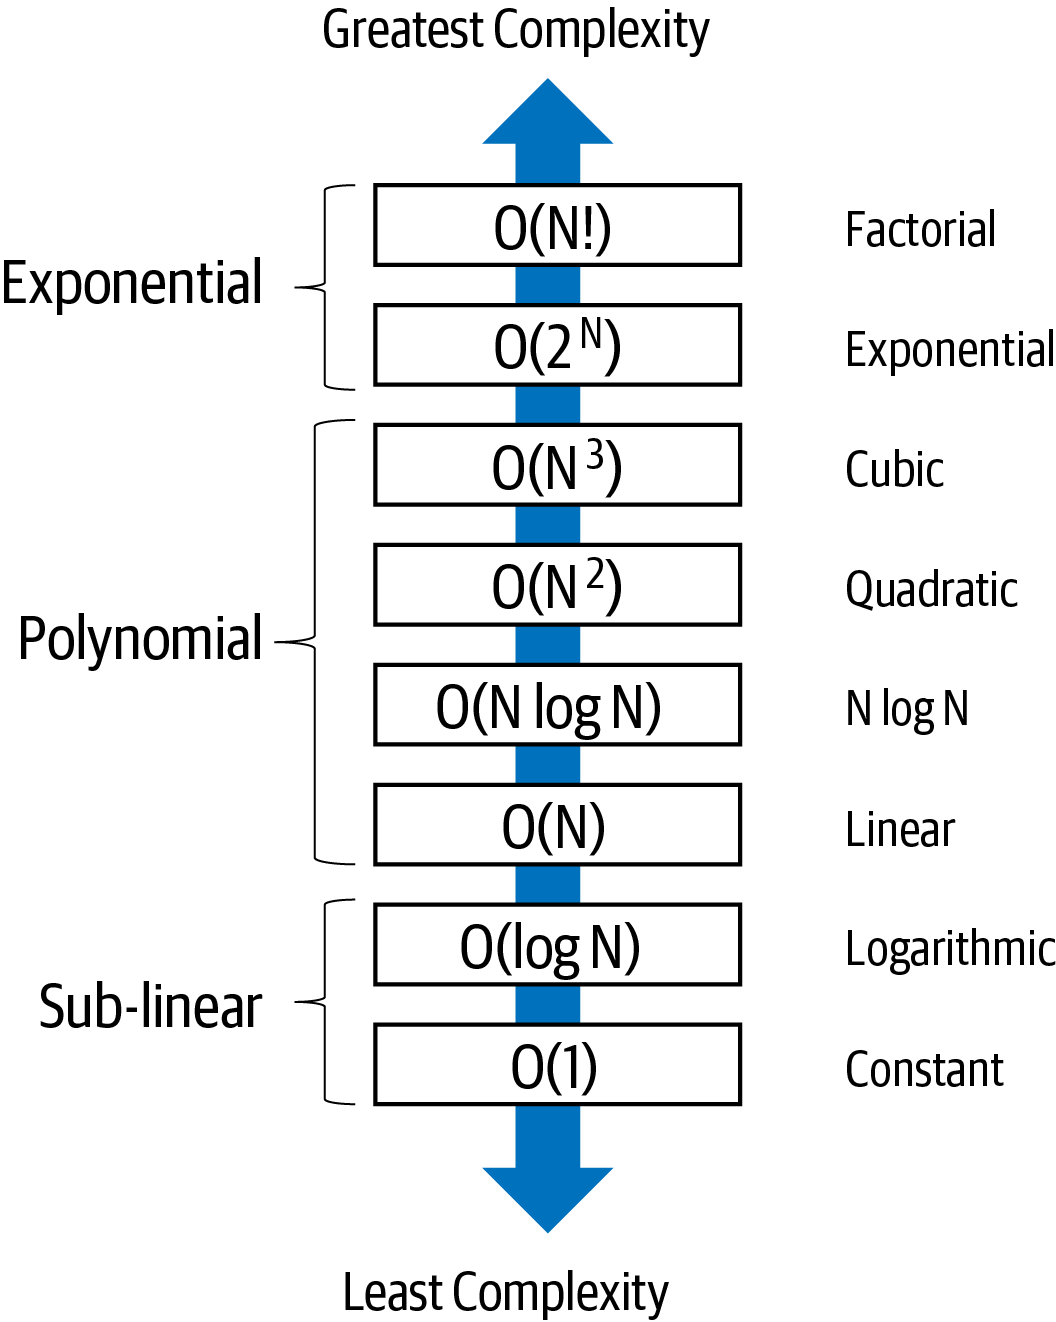 Greatest Complexity
O(N!)
Factorial
Exponential
O(2^N)
Exponential
O(N^3)
Cubic
O(N^2)
Quadratic
Polynomial
O(N log N)
N log N
O(N)
Linear
O(log N)
Logarithmic
Sub-linear
O(1)
Constant
Least Complexity